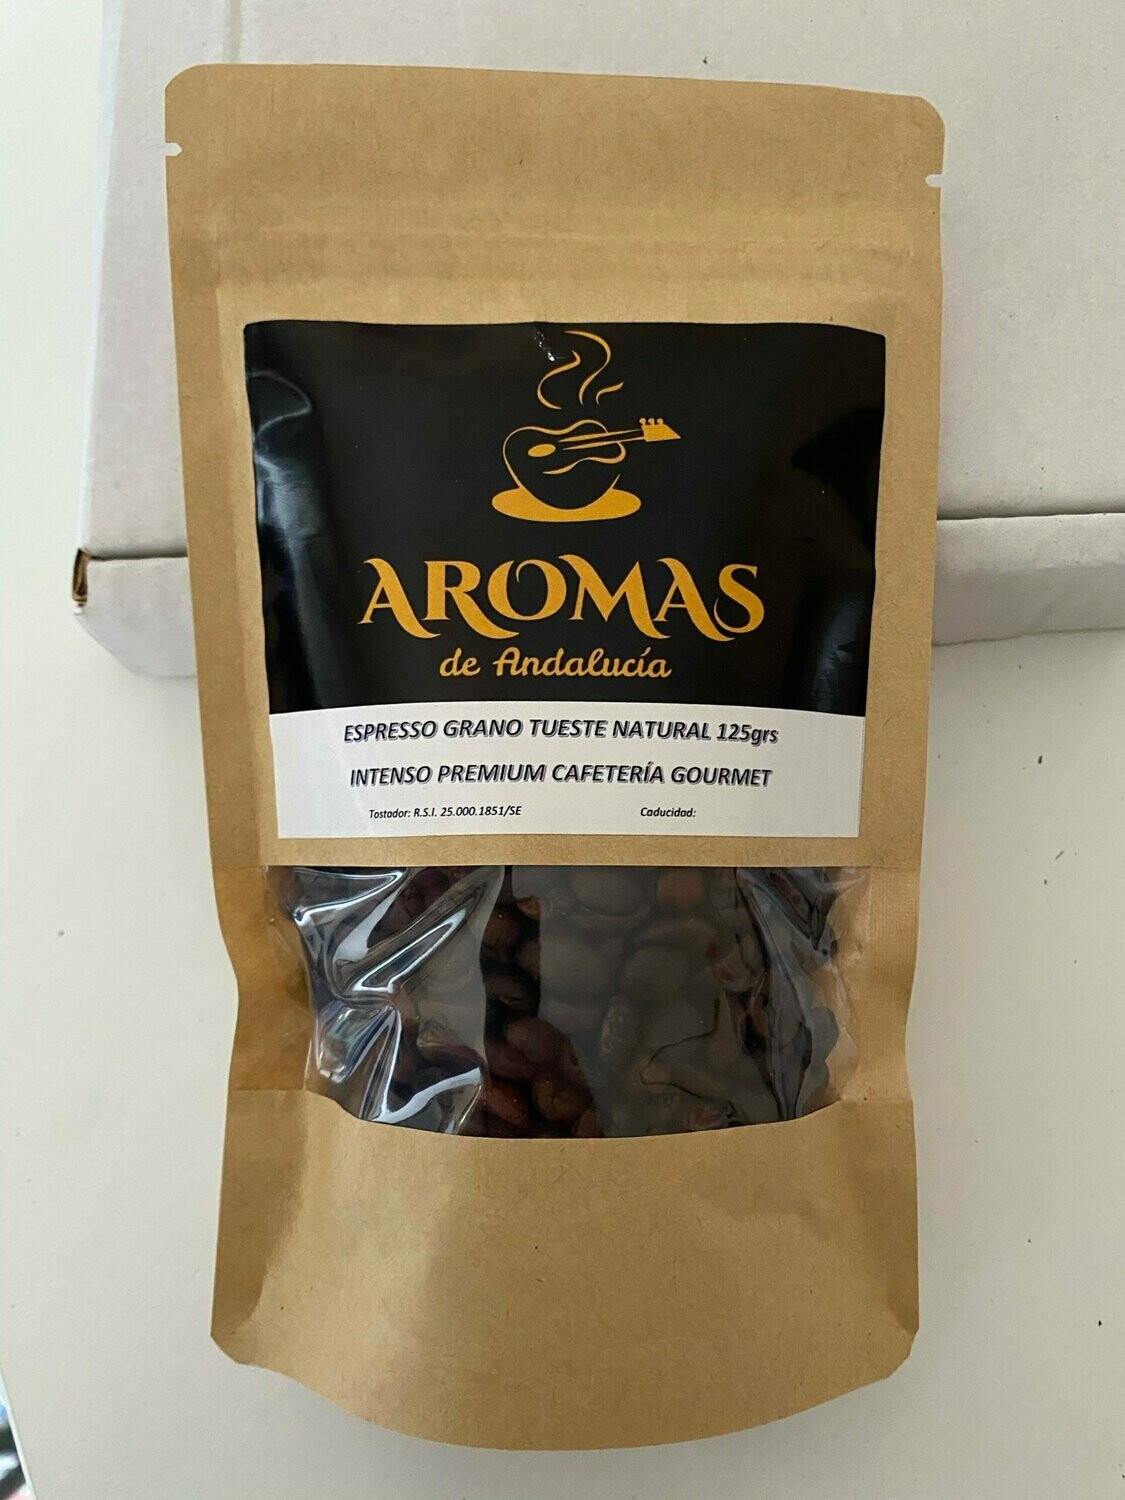 AROMAS
de Andalucía
ESPRESSO GRANO TUESTE NATURAL 125grs
INTENSO PREMIUM CAFETERÍA GOURMET
Tostador: R.S.I. 25.000.1851/SE Caducidad: